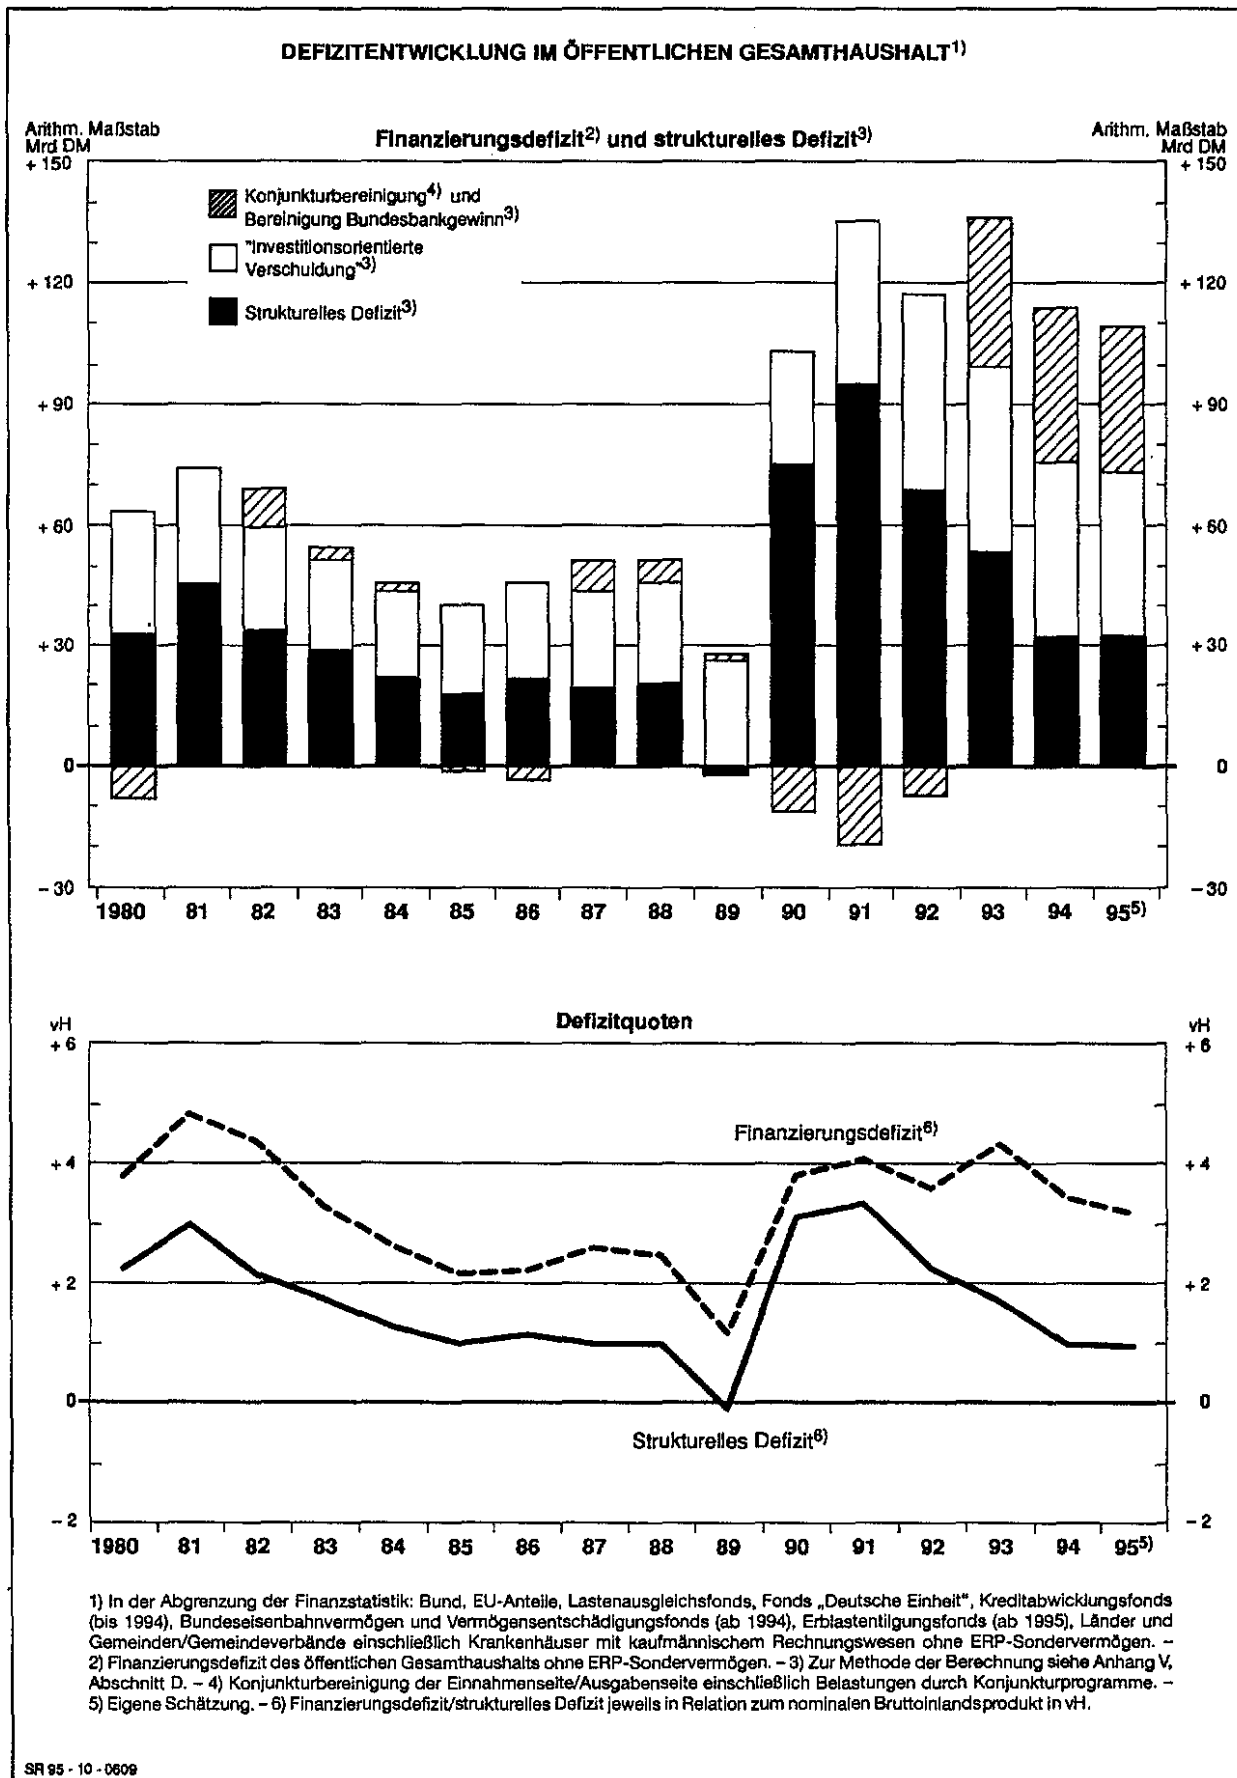 DEFIZITENTWICKLUNG IM ÖFFENTLICHEN GESAMTHAUSHALT1)
Arithm. Maßstab
Mrd DM
Finanzierungsdefizit2) und strukturelles Defizit3)
Arithm. Maßstab
Mrd DM
+ 150
+ 150
Konjunkturbereinigung4) und
Bereinigung Bundesbankgewinn3)
"Investitionsorientierte
Verschuldung"3)
Strukturelles Defizit3)
+ 120
+ 120
+ 90
+ 90
+ 60
+ 60
+ 30
+ 30
0
0
– 30
– 30
1980 81 82 83 84 85 86 87 88 89 90 91 92 93 94 955)
vH
Defizitquoten
vH
+ 6
+ 6
Finanzierungsdefizit6)
+ 4
+ 4
+ 2
+ 2
0
0
Strukturelles Defizit6)
– 2
– 2
1980 81 82 83 84 85 86 87 88 89 90 91 92 93 94 955)
1) In der Abgrenzung der Finanzstatistik: Bund, EU-Anteile, Lastenausgleichsfonds, Fonds „Deutsche Einheit", Kreditabwicklungsfonds
(bis 1994), Bundeseisenbahnvermögen und Vermögensentschädigungsfonds (ab 1994), Erblastentilgungsfonds (ab 1995), Länder und
Gemeinden/Gemeindeverbände einschließlich Krankenhäuser mit kaufmännischem Rechnungswesen ohne ERP-Sondervermögen. –
2) Finanzierungsdefizit des öffentlichen Gesamthaushalts ohne ERP-Sondervermögen. – 3) Zur Methode der Berechnung siehe Anhang V,
Abschnitt D. – 4) Konjunkturbereinigung der Einnahmenseite/Ausgabenseite einschließlich Belastungen durch Konjunkturprogramme. –
5) Eigene Schätzung. – 6) Finanzierungsdefizit/strukturelles Defizit jeweils in Relation zum nominalen Bruttoinlandsprodukt in vH.
SR 95 - 10 - 0609